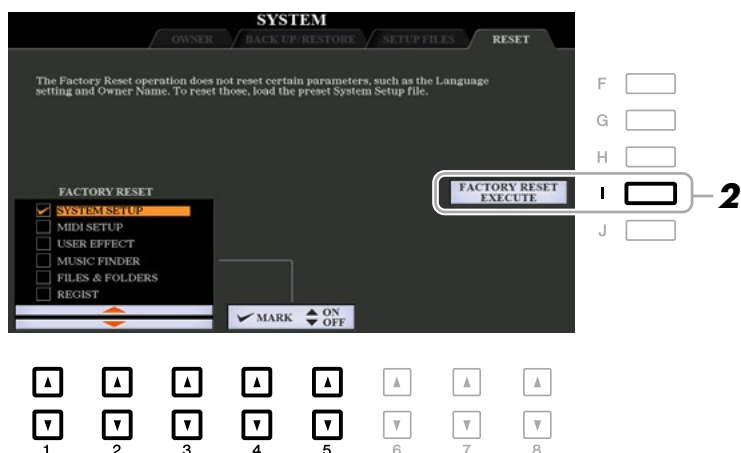 SYSTEM
OWNER BACK UP/RESTORE SETUP FILES RESET
The Factory Reset operation does not reset certain parameters, such as the Language
setting and Owner Name. To reset those, load the preset System Setup file.
F
G
H
FACTORY RESET
EXECUTE
I
2
J
FACTORY RESET
SYSTEM SETUP
MIDI SETUP
USER EFFECT
MUSIC FINDER
FILES & FOLDERS
REGIST
MARK ON
OFF
1 2 3 4 5 6 7 8